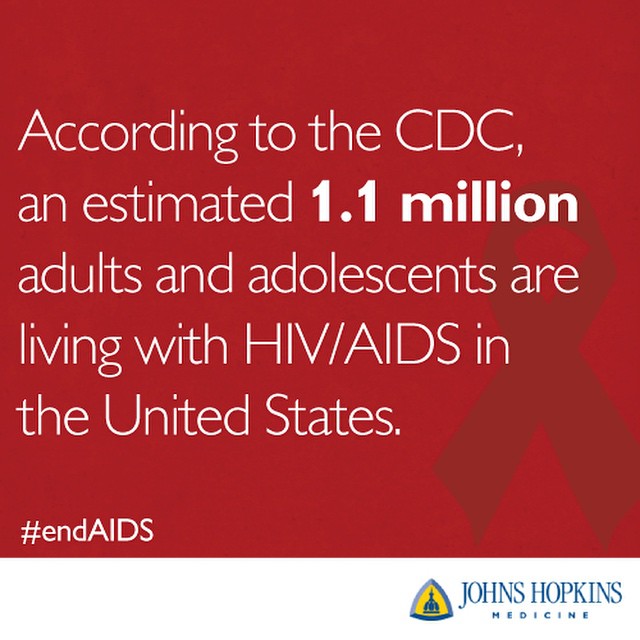 According to the CDC,
an estimated 1.1 million
adults and adolescents are
living with HIV/AIDS in
the United States.
#endAIDS
JOHNS HOPKINS
MEDICINE